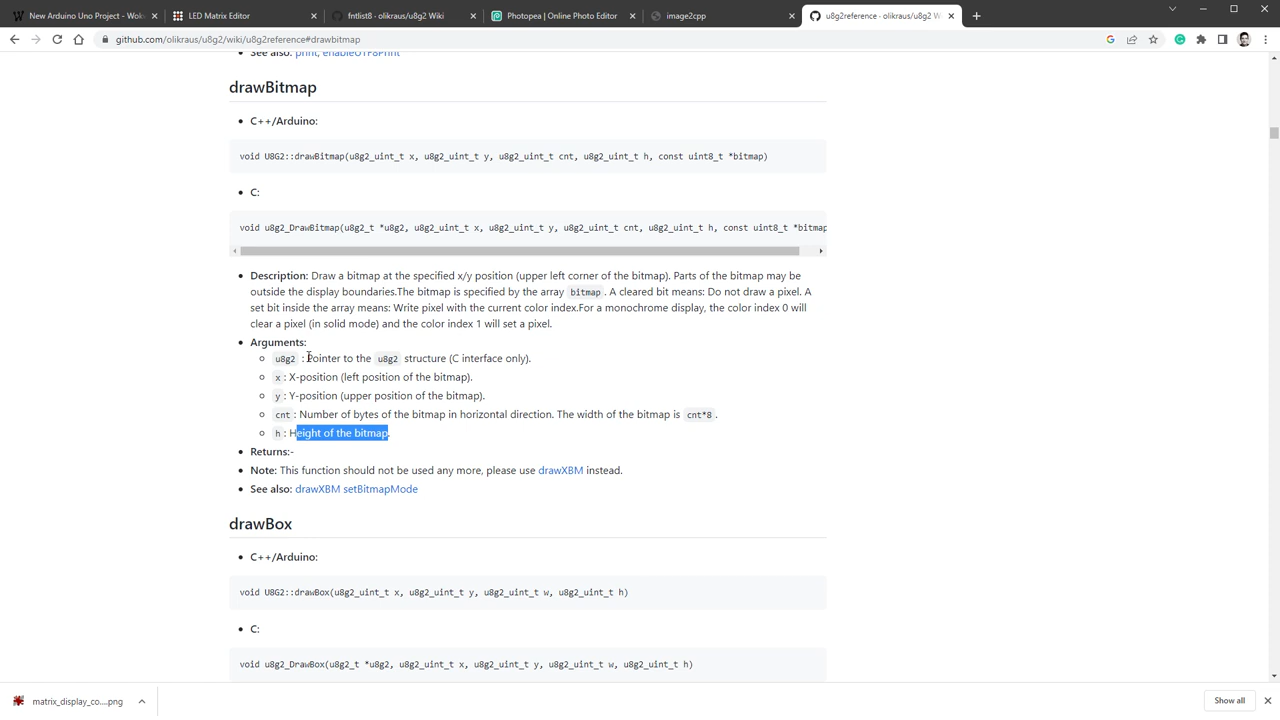 New Arduino Uno Project - Wok
LED Matrix Editor
fntlist8 · olikraus/u8g2 Wiki
Photopea | Online Photo Editor
image2cpp
u8g2reference · olikraus/u8g2 W
github.com/olikraus/u8g2/wiki/u8g2reference#drawbitmap
See also: print, enableUTF8Print
drawBitmap
C++/Arduino:
void U8G2::drawBitmap(u8g2_uint_t x, u8g2_uint_t y, u8g2_uint_t cnt, u8g2_uint_t h, const uint8_t *bitmap)
C:
void u8g2_DrawBitmap(u8g2_t *u8g2, u8g2_uint_t x, u8g2_uint_t y, u8g2_uint_t cnt, u8g2_uint_t h, const uint8_t *bitmap
Description: Draw a bitmap at the specified x/y position (upper left corner of the bitmap). Parts of the bitmap may be
outside the display boundaries.The bitmap is specified by the array bitmap. A cleared bit means: Do not draw a pixel. A
set bit inside the array means: Write pixel with the current color index.For a monochrome display, the color index 0 will
clear a pixel (in solid mode) and the color index 1 will set a pixel.
Arguments:
u8g2 : Pointer to the u8g2 structure (C interface only).
x : X-position (left position of the bitmap).
y : Y-position (upper position of the bitmap).
cnt : Number of bytes of the bitmap in horizontal direction. The width of the bitmap is cnt*8 .
h : Height of the bitmap.
Returns:-
Note: This function should not be used any more, please use drawXBM instead.
See also: drawXBM setBitmapMode
drawBox
C++/Arduino:
void U8G2::drawBox(u8g2_uint_t x, u8g2_uint_t y, u8g2_uint_t w, u8g2_uint_t h)
C:
void u8g2_DrawBox(u8g2_t *u8g2, u8g2_uint_t x, u8g2_uint_t y, u8g2_uint_t w, u8g2_uint_t h)
matrix_display_co....png
Show all